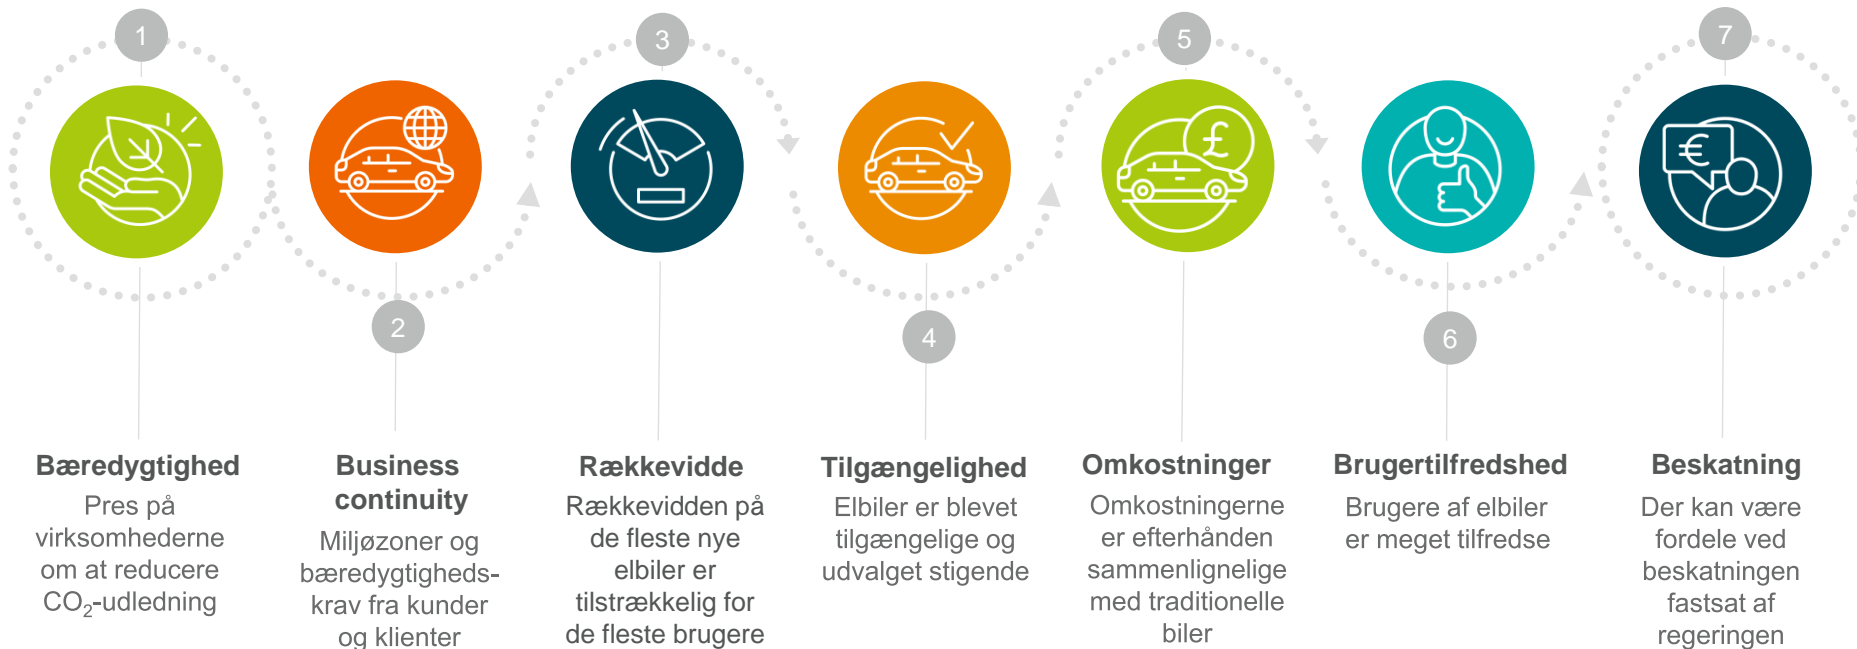 1
Bæredygtighed
Pres på
virksomhederne
om at reducere
CO₂-udledning
2
Business
continuity
Miljøzoner og
bæredygtigheds-
krav fra kunder
og klienter
3
Rækkevidde
Rækkevidden på
de fleste nye
elbiler er
tilstrækkelig for
de fleste brugere
4
Tilgængelighed
Elbiler er blevet
tilgængelige og
udvalget stigende
5
£
Omkostninger
Omkostningerne
er efterhånden
sammenlignelige
med traditionelle
biler
6
Brugertilfredshed
Brugere af elbiler
er meget tilfredse
7
€
Beskatning
Der kan være
fordele ved
beskatningen
fastsat af
regeringen